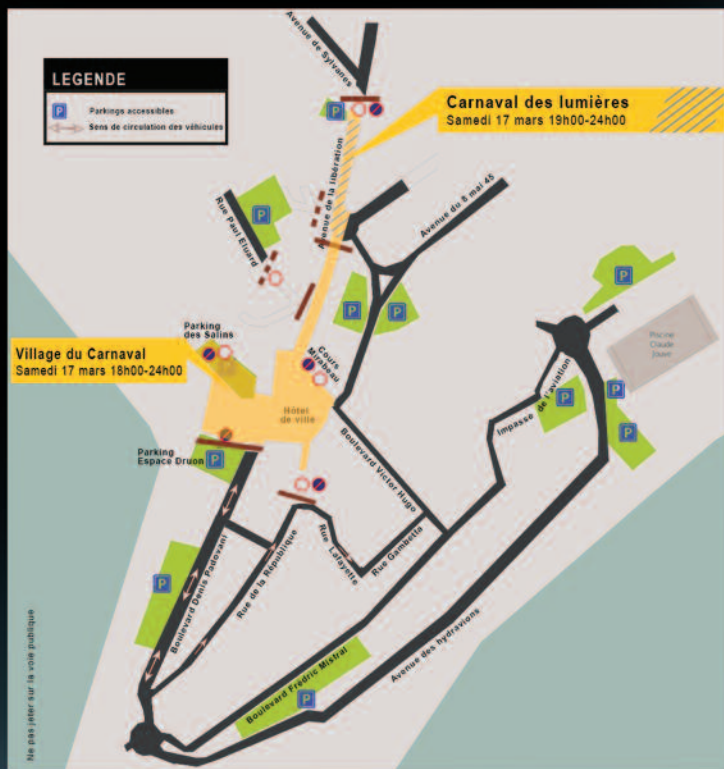 LEGENDE
P Parkings accessibles
Sens de circulation des véhicules
Avenue de Sylvanes
P
Carnaval des lumières
Samedi 17 mars 19h00-24h00
Avenue de la libération
Avenue du 8 mai 45
Rue Paul Eluard
P
P
P
P
Piscine
Claude
Jouve
Parking
des Salins
Village du Carnaval
Samedi 17 mars 18h00-24h00
Cours
Mirabeau
Hôtel
de ville
Impasse de l'aviation
P
P
P
Parking
Espace Druon
P
Boulevard Victor Hugo
Rue Gambetta
Rue Lafayette
Rue de la République
Boulevard Denis Padovani
P
Avenue des hydravions
Boulevard Frédric Mistral
P
Ne pas jeter sur la voie publique